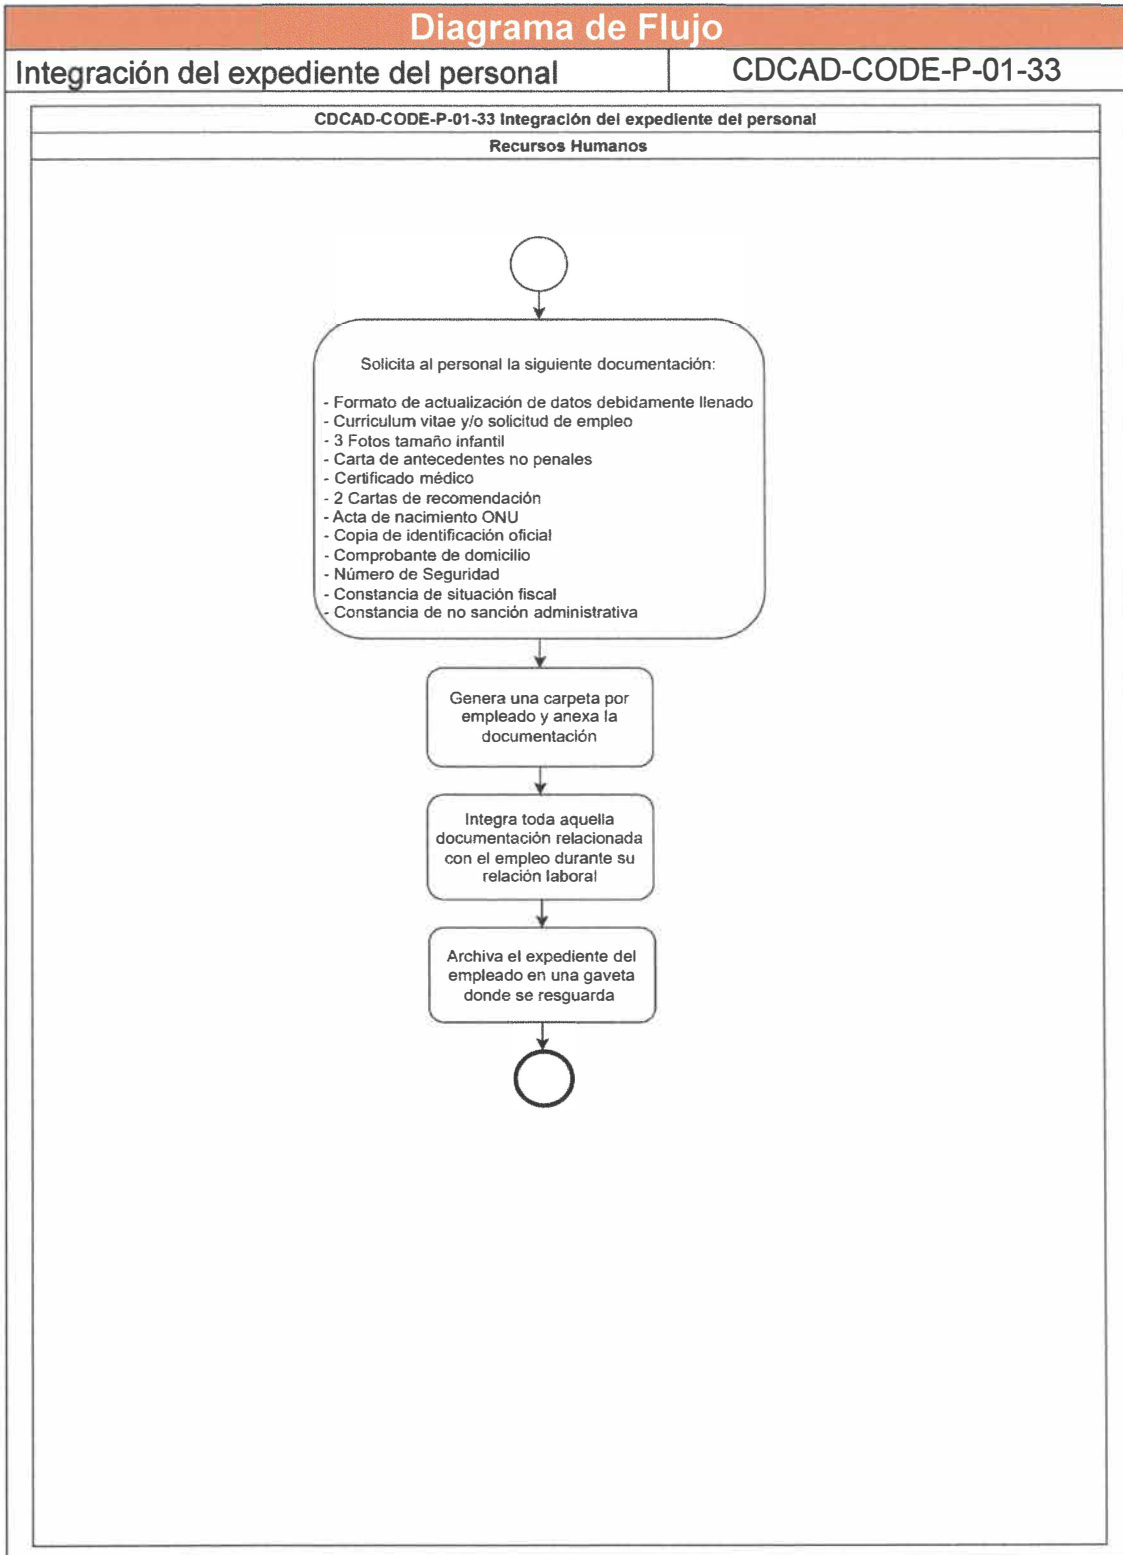 Diagrama de Flujo
Integración del expediente del personal
CDCAD-CODE-P-01-33
CDCAD-CODE-P-01-33 Integración del expediente del personal
Recursos Humanos
Solicita al personal la siguiente documentación:
- Formato de actualización de datos debidamente llenado
- Curriculum vitae y/o solicitud de empleo
- 3 Fotos tamaño infantil
- Carta de antecedentes no penales
- Certificado médico
- 2 Cartas de recomendación
- Acta de nacimiento ONU
- Copia de identificación oficial
- Comprobante de domicilio
- Número de Seguridad
- Constancia de situación fiscal
- Constancia de no sanción administrativa
Genera una carpeta por
empleado y anexa la
documentación
Integra toda aquella
documentación relacionada
con el empleo durante su
relación laboral
Archiva el expediente del
empleado en una gaveta
donde se resguarda